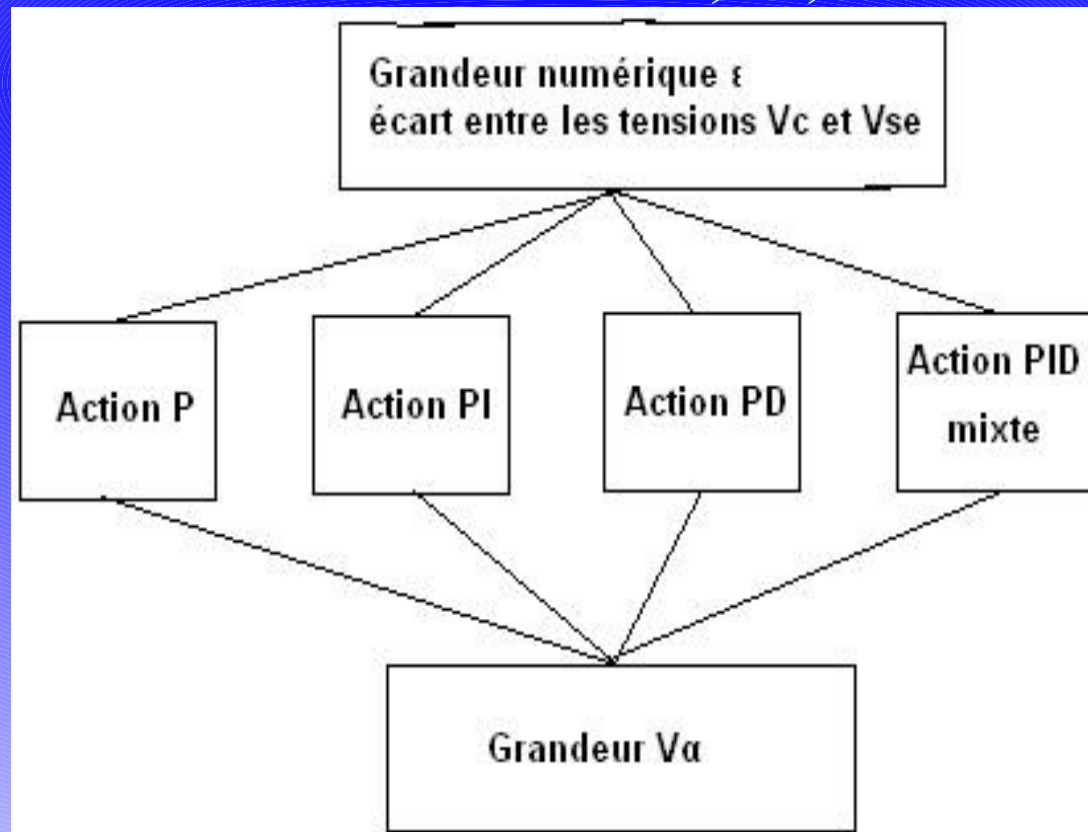 Grandeur numérique ε
écart entre les tensions Vc et Vse
Action P
Action PI
Action PD
Action PID
mixte
Grandeur Vα